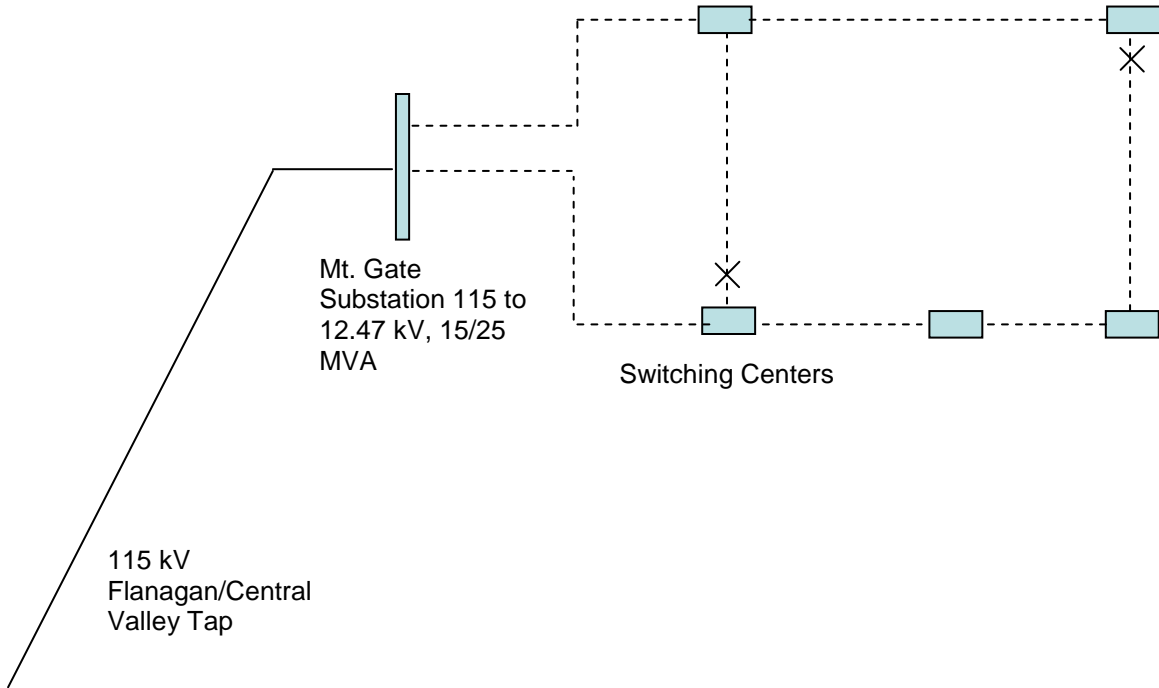 Mt. Gate
Substation 115 to
12.47 kV, 15/25
MVA
Switching Centers
115 kV
Flanagan/Central
Valley Tap